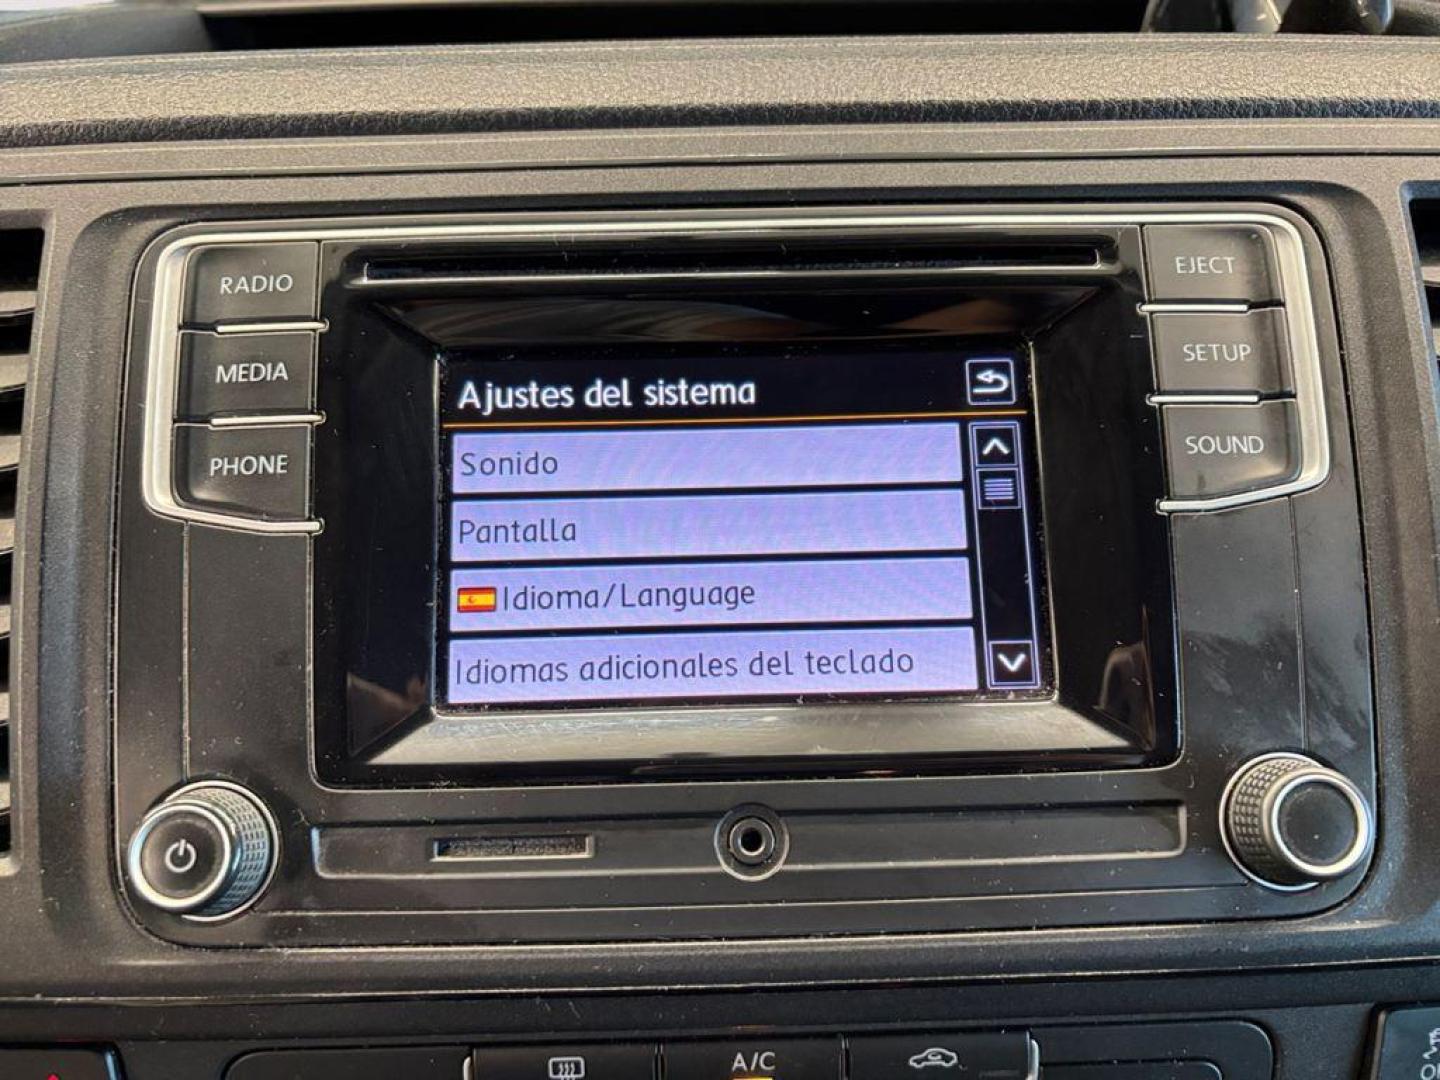 RADIO
MEDIA
PHONE
EJECT
SETUP
SOUND
Ajustes del sistema
Sonido
Pantalla
Idioma/Language
Idiomas adicionales del teclado
A/C